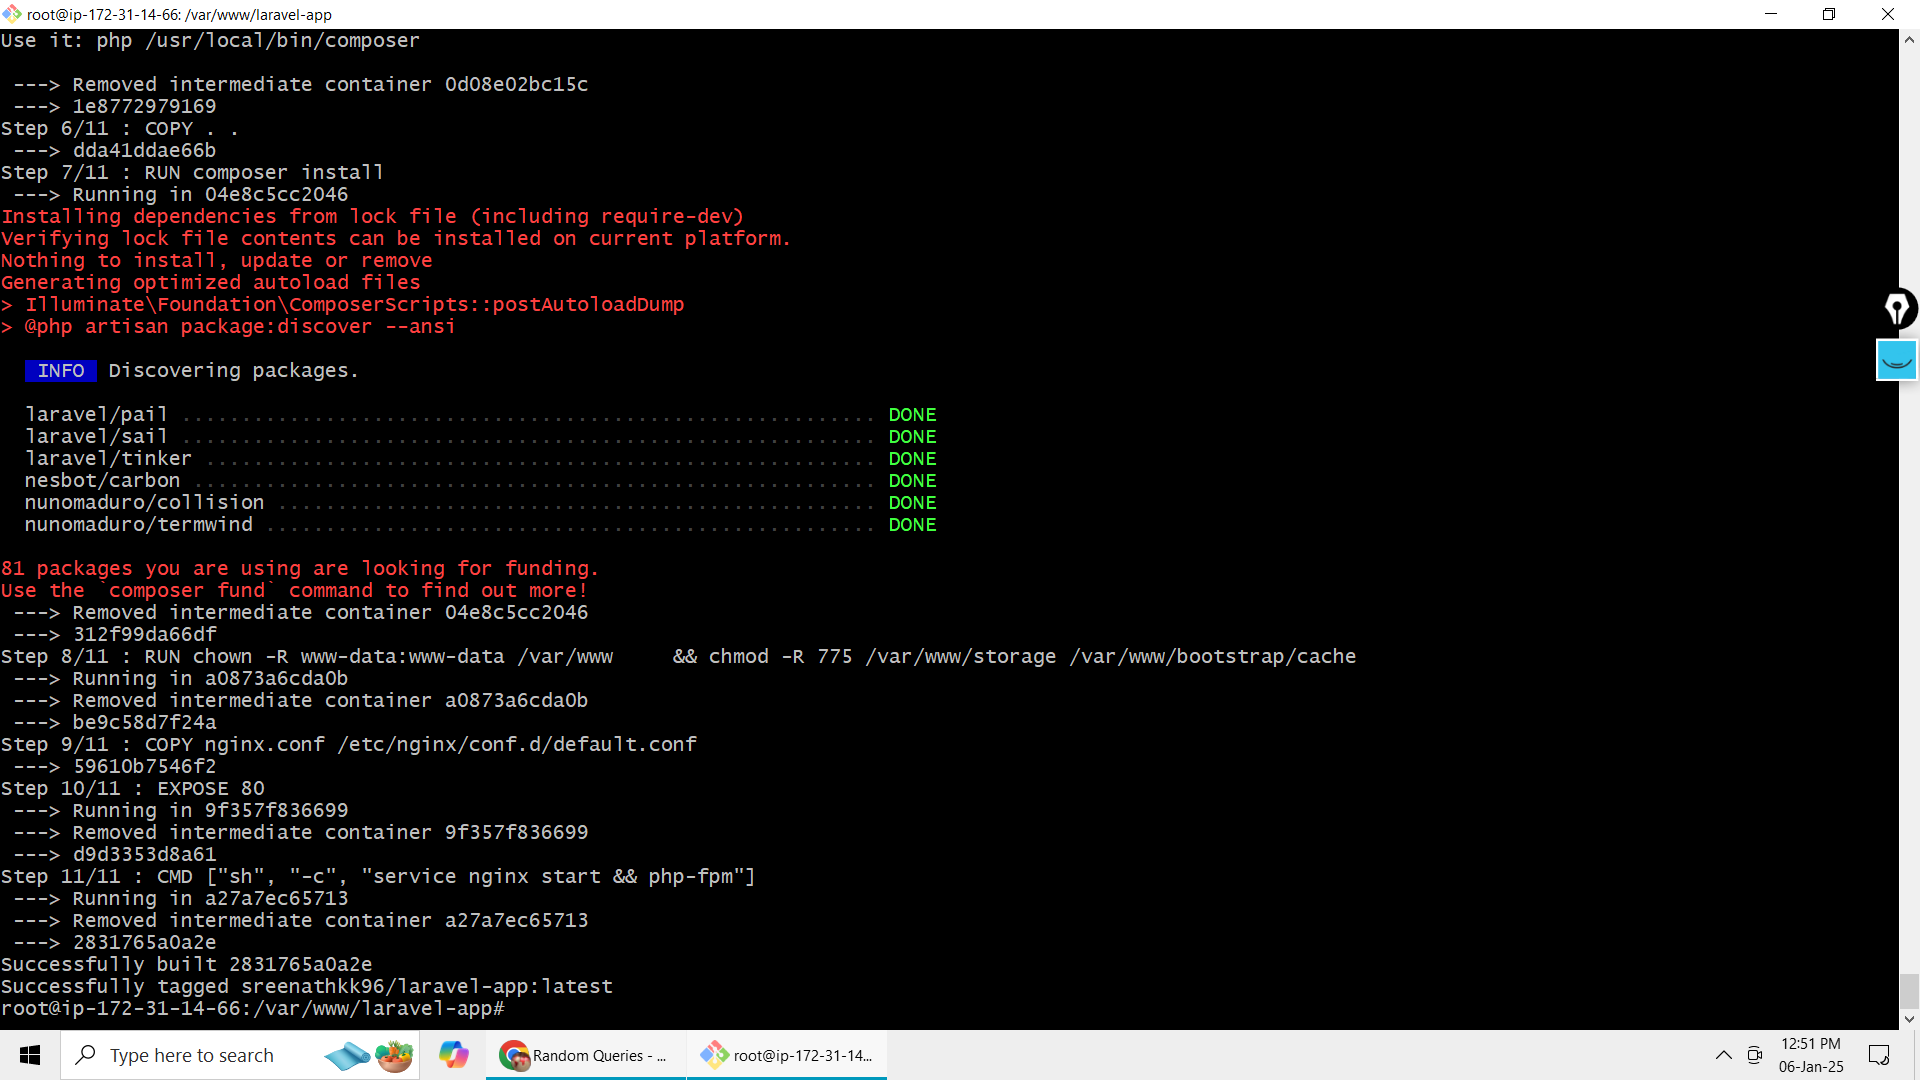 root@ip-172-31-14-66: /var/www/laravel-app
Use it: php /usr/local/bin/composer
---> Removed intermediate container 0d08e02bc15c
---> 1e8772979169
Step 6/11 : COPY . .
---> dda41ddae66b
Step 7/11 : RUN composer install
---> Running in 04e8c5cc2046
Installing dependencies from lock file (including require-dev)
Verifying lock file contents can be installed on current platform.
Nothing to install, update or remove
Generating optimized autoload files
> Illuminate\Foundation\ComposerScripts::postAutoloadDump
> @php artisan package:discover --ansi
INFO Discovering packages.
laravel/pail .......................................................... DONE
laravel/sail .......................................................... DONE
laravel/tinker ........................................................ DONE
nesbot/carbon ......................................................... DONE
nunomaduro/collision .................................................. DONE
nunomaduro/termwind ................................................... DONE
81 packages you are using are looking for funding.
Use the `composer fund` command to find out more!
---> Removed intermediate container 04e8c5cc2046
---> 312f99da66df
Step 8/11 : RUN chown -R www-data:www-data /var/www     && chmod -R 775 /var/www/storage /var/www/bootstrap/cache
---> Running in a0873a6cda0b
---> Removed intermediate container a0873a6cda0b
---> be9c58d7f24a
Step 9/11 : COPY nginx.conf /etc/nginx/conf.d/default.conf
---> 59610b7546f2
Step 10/11 : EXPOSE 80
---> Running in 9f357f836699
---> Removed intermediate container 9f357f836699
---> d9d3353d8a61
Step 11/11 : CMD ["sh", "-c", "service nginx start && php-fpm"]
---> Running in a27a7ec65713
---> Removed intermediate container a27a7ec65713
---> 2831765a0a2e
Successfully built 2831765a0a2e
Successfully tagged sreenathkk96/laravel-app:latest
root@ip-172-31-14-66:/var/www/laravel-app#
Type here to search
Random Queries - ...
root@ip-172-31-14...
12:51 PM
06-Jan-25